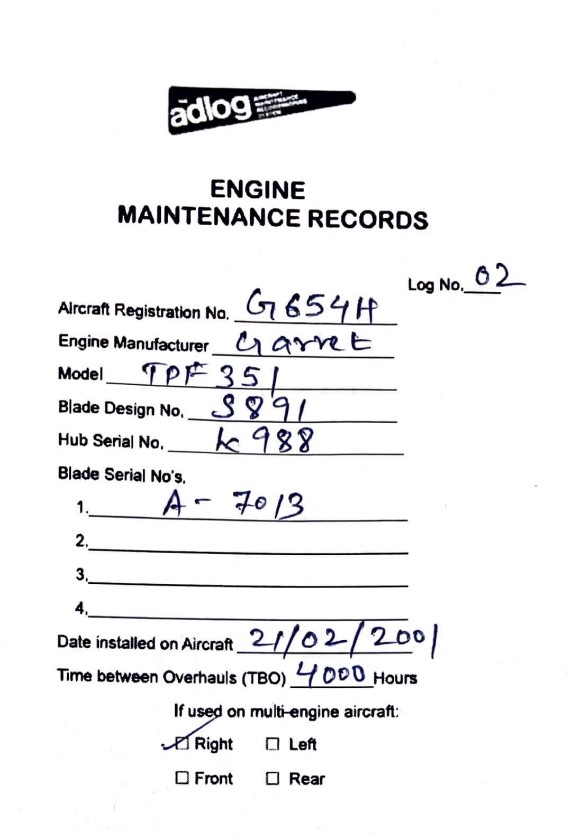 THE
adlog AIRCRAFT
MAINTENANCE
RECORDKEEPING
SYSTEM
ENGINE
MAINTENANCE RECORDS
Log No. 02
Aircraft Registration No. G654H
Engine Manufacturer Garret
Model TPF 351
Blade Design No. S891
Hub Serial No. K988
Blade Serial No's.
1. A - 7013
2.
3.
4.
Date installed on Aircraft 21/02/2001
Time between Overhauls (TBO) 4000 Hours
If used on multi-engine aircraft:
☑ Right ☐ Left
☐ Front ☐ Rear